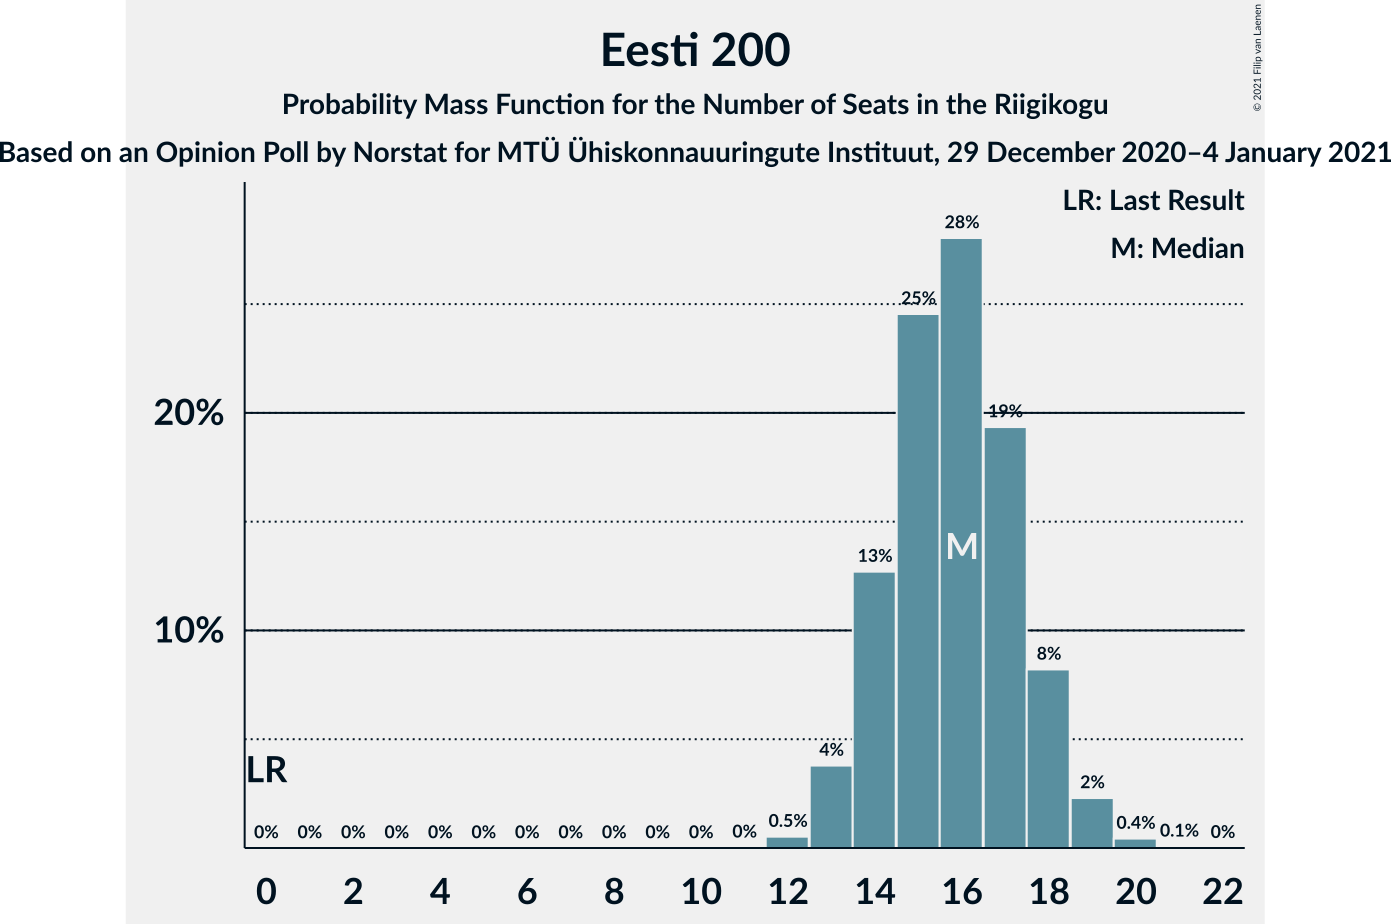 Eesti 200
Probability Mass Function for the Number of Seats in the Riigikogu
Based on an Opinion Poll by Norstat for MTÜ Ühiskonnauuringute Instituut, 29 December 2020–4 January 2021
© 2021 Filip van Laenen
LR: Last Result
M: Median
28%
25%
20%
19%
M
13%
10%
8%
4%
LR
2%
0% 0% 0% 0% 0% 0% 0% 0% 0% 0% 0% 0% 0.5% 0.4% 0.1% 0%
0 2 4 6 8 10 12 14 16 18 20 22